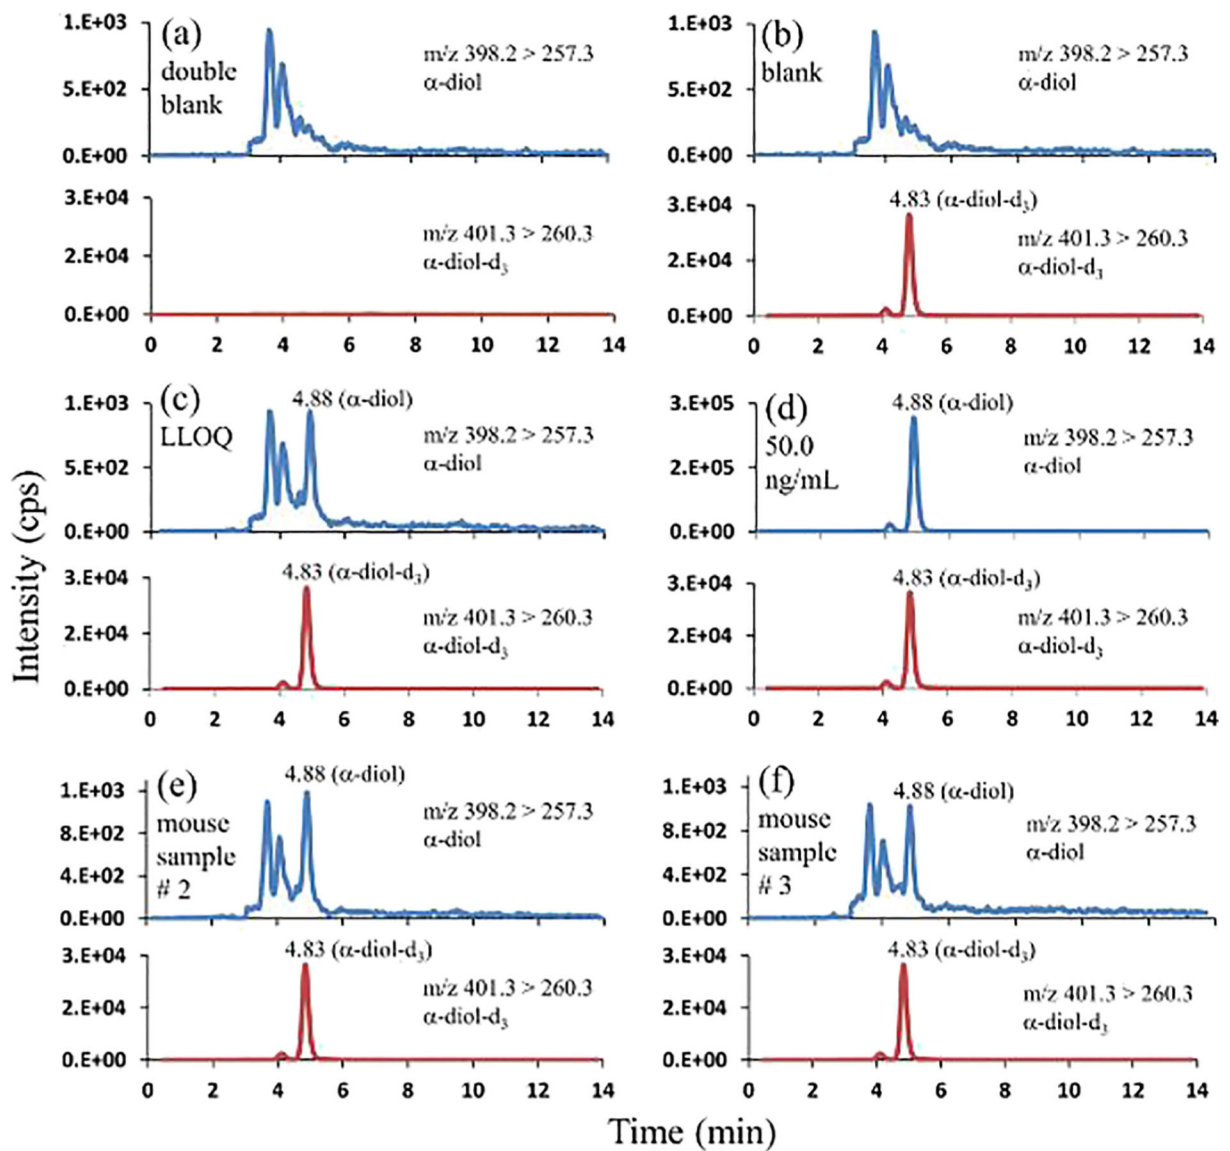 (a)
double
blank
m/z 398.2 > 257.3
α-diol
1.E+03
5.E+02
0.E+00
m/z 401.3 > 260.3
α-diol-d3
3.E+04
2.E+04
0.E+00
0 2 4 6 8 10 12 14
(b)
blank
m/z 398.2 > 257.3
α-diol
1.E+03
5.E+02
0.E+00
4.83 (α-diol-d3)
m/z 401.3 > 260.3
α-diol-d3
3.E+04
2.E+04
0.E+00
0 2 4 6 8 10 12 14
(c)
LLOQ
4.88 (α-diol)
m/z 398.2 > 257.3
α-diol
1.E+03
5.E+02
0.E+00
4.83 (α-diol-d3)
m/z 401.3 > 260.3
α-diol-d3
3.E+04
2.E+04
0.E+00
0 2 4 6 8 10 12 14
(d)
50.0
ng/mL
4.88 (α-diol)
m/z 398.2 > 257.3
α-diol
3.E+05
2.E+05
0.E+00
4.83 (α-diol-d3)
m/z 401.3 > 260.3
α-diol-d3
3.E+04
2.E+04
0.E+00
0 2 4 6 8 10 12 14
(e)
mouse
sample
# 2
4.88 (α-diol)
m/z 398.2 > 257.3
α-diol
1.E+03
8.E+02
4.E+02
0.E+00
4.83 (α-diol-d3)
m/z 401.3 > 260.3
α-diol-d3
3.E+04
2.E+04
0.E+00
0 2 4 6 8 10 12 14
(f)
mouse
sample
# 3
4.88 (α-diol)
m/z 398.2 > 257.3
α-diol
1.E+03
8.E+02
4.E+02
0.E+00
4.83 (α-diol-d3)
m/z 401.3 > 260.3
α-diol-d3
3.E+04
2.E+04
0.E+00
0 2 4 6 8 10 12 14
Intensity (cps)
Time (min)